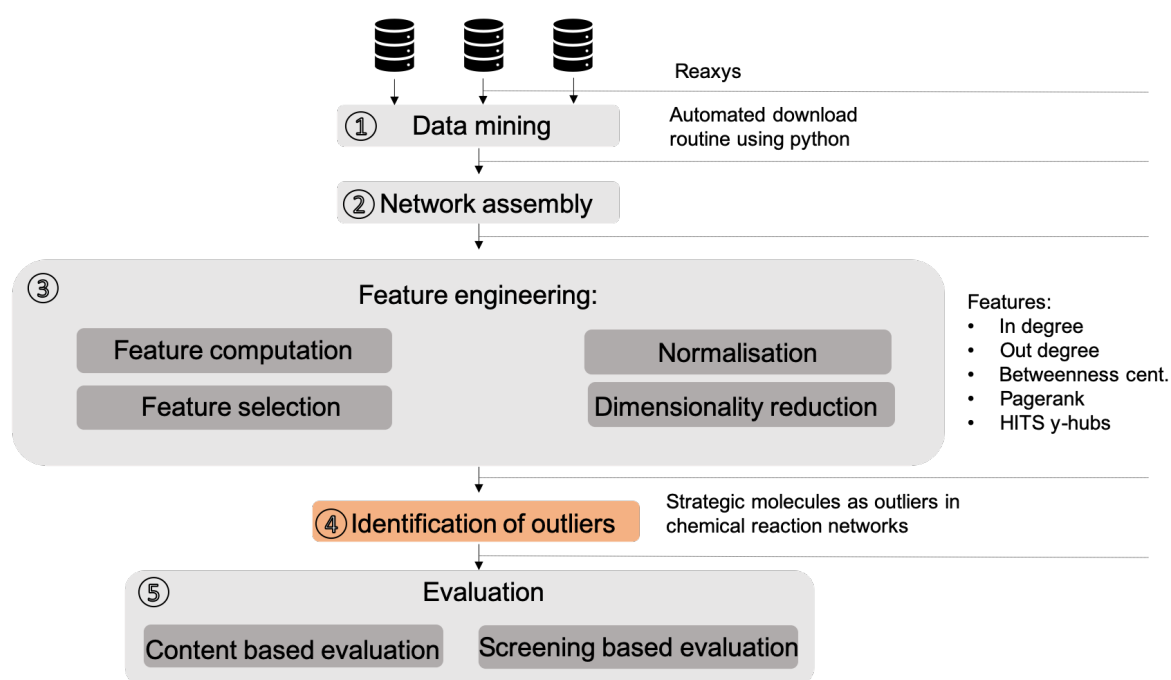 Reaxys
① Data mining
Automated download
routine using python
② Network assembly
③
Feature engineering:
Feature computation
Normalisation
Feature selection
Dimensionality reduction
Features:
• In degree
• Out degree
• Betweenness cent.
• Pagerank
• HITS y-hubs
④ Identification of outliers
Strategic molecules as outliers in
chemical reaction networks
⑤ Evaluation
Content based evaluation
Screening based evaluation